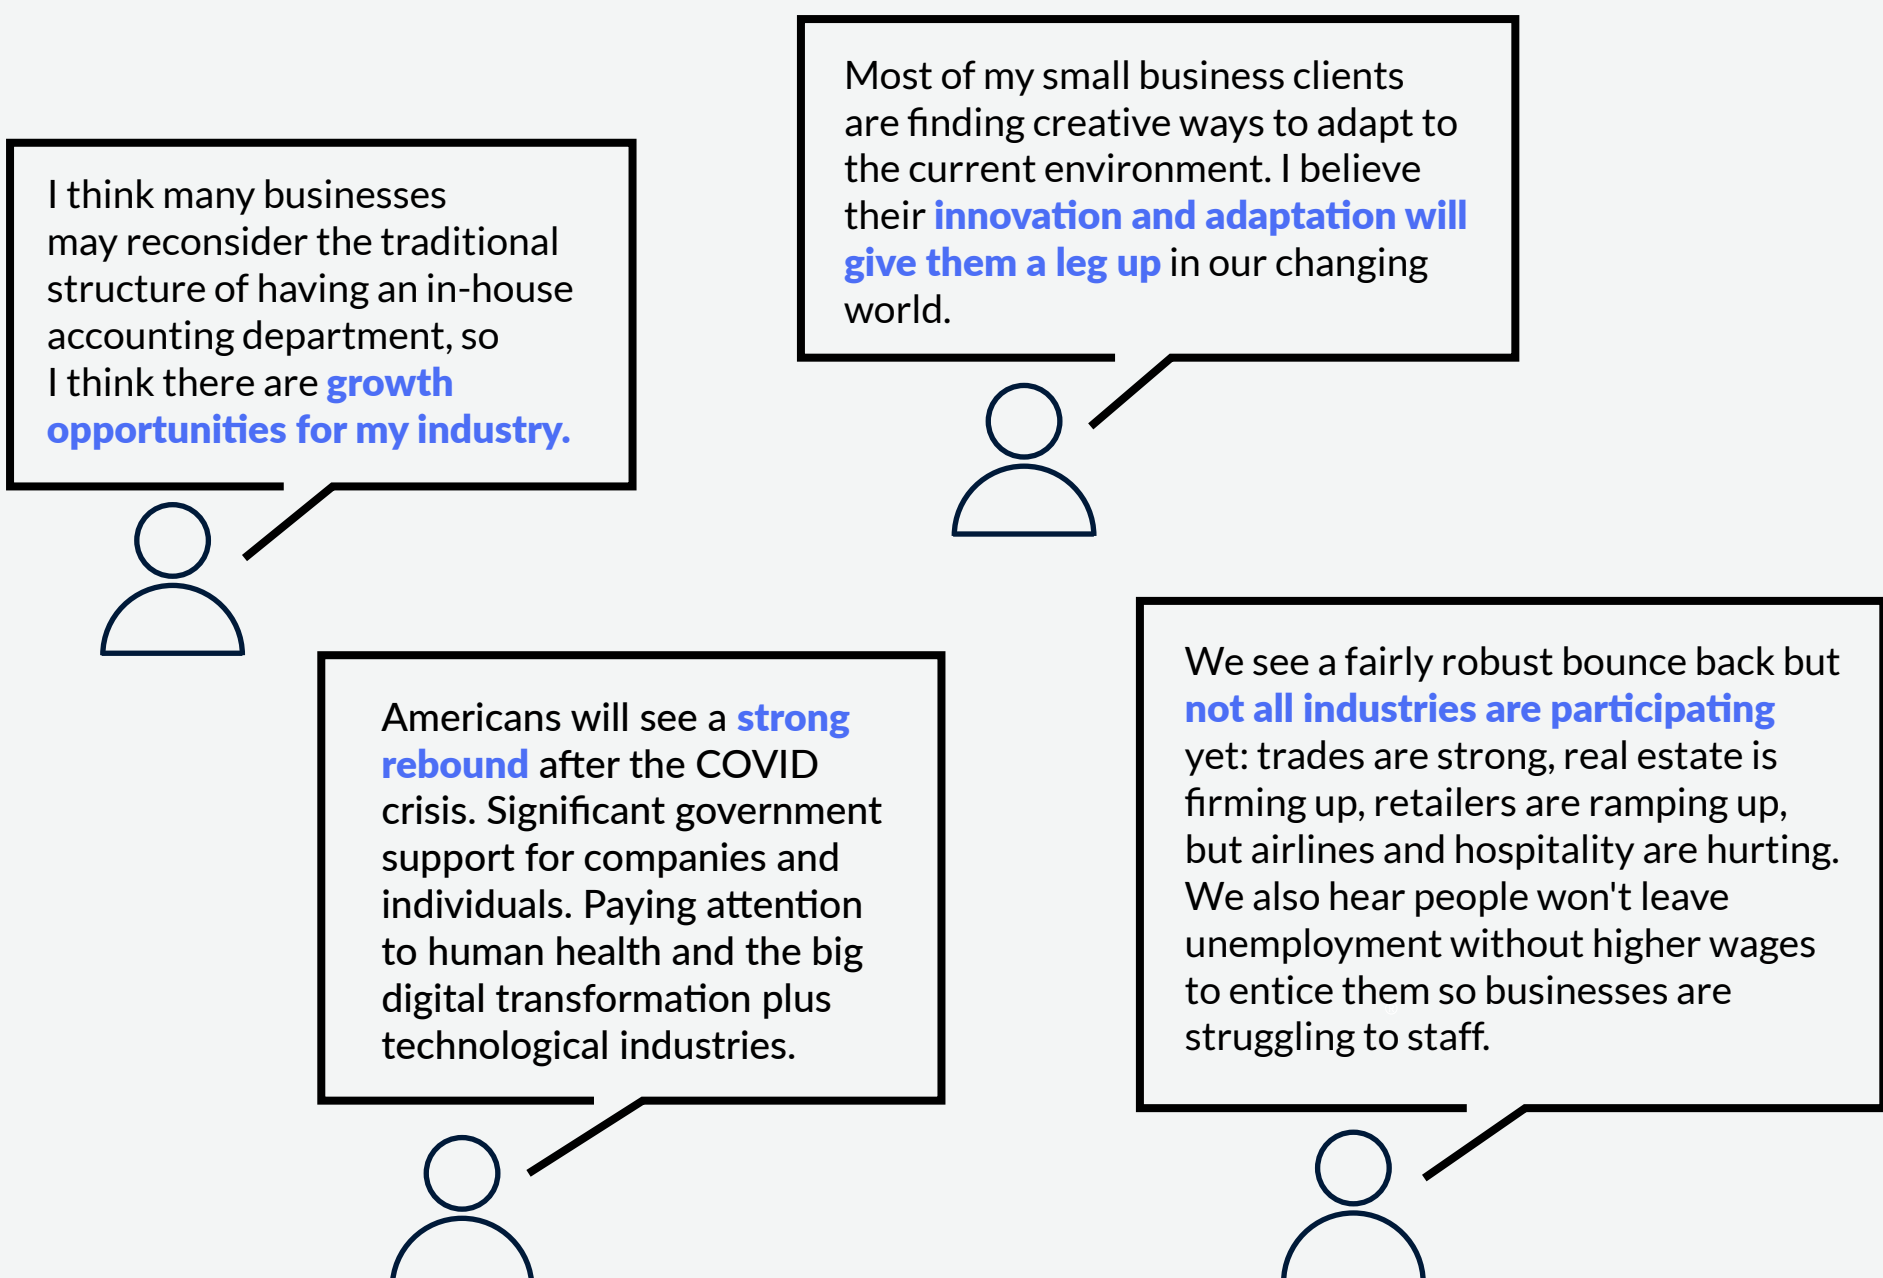 I think many businesses
may reconsider the traditional
structure of having an in-house
accounting department, so
I think there are growth
opportunities for my industry.
Most of my small business clients
are finding creative ways to adapt to
the current environment. I believe
their innovation and adaptation will
give them a leg up in our changing
world.
Americans will see a strong
rebound after the COVID
crisis. Significant government
support for companies and
individuals. Paying attention
to human health and the big
digital transformation plus
technological industries.
We see a fairly robust bounce back but
not all industries are participating
yet: trades are strong, real estate is
firming up, retailers are ramping up,
but airlines and hospitality are hurting.
We also hear people won't leave
unemployment without higher wages
to entice them so businesses are
struggling to staff.